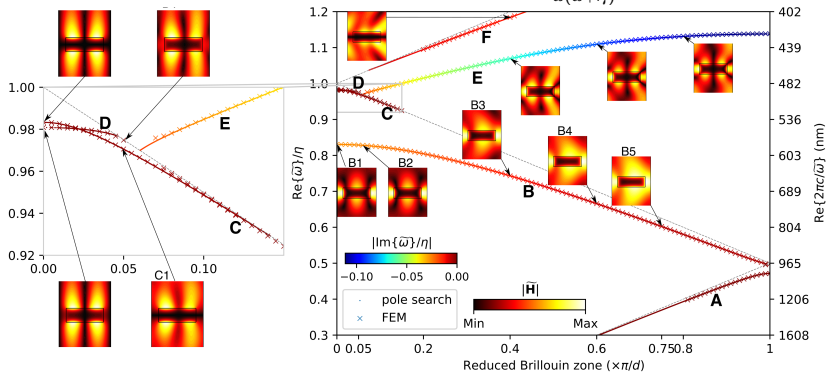 1.00
0.98
0.96
0.94
0.92
0.00
0.05
0.10
D
E
C
C1
1.2
1.1
1.0
0.9
0.8
0.7
0.6
0.5
0.4
0.3
Re{ω̃}/η
402
439
482
536
603
689
804
965
1206
1608
Re{2πc/ω̃} (nm)
F
D
E
C
B3
B4
B5
B1
B2
B
A
|Im{ω̃}/η|
−0.10
−0.05
0.00
pole search
FEM
|H̃|
Min
Max
0
0.05
0.2
0.4
0.6
0.75
0.8
1
Reduced Brillouin zone (×π/d)